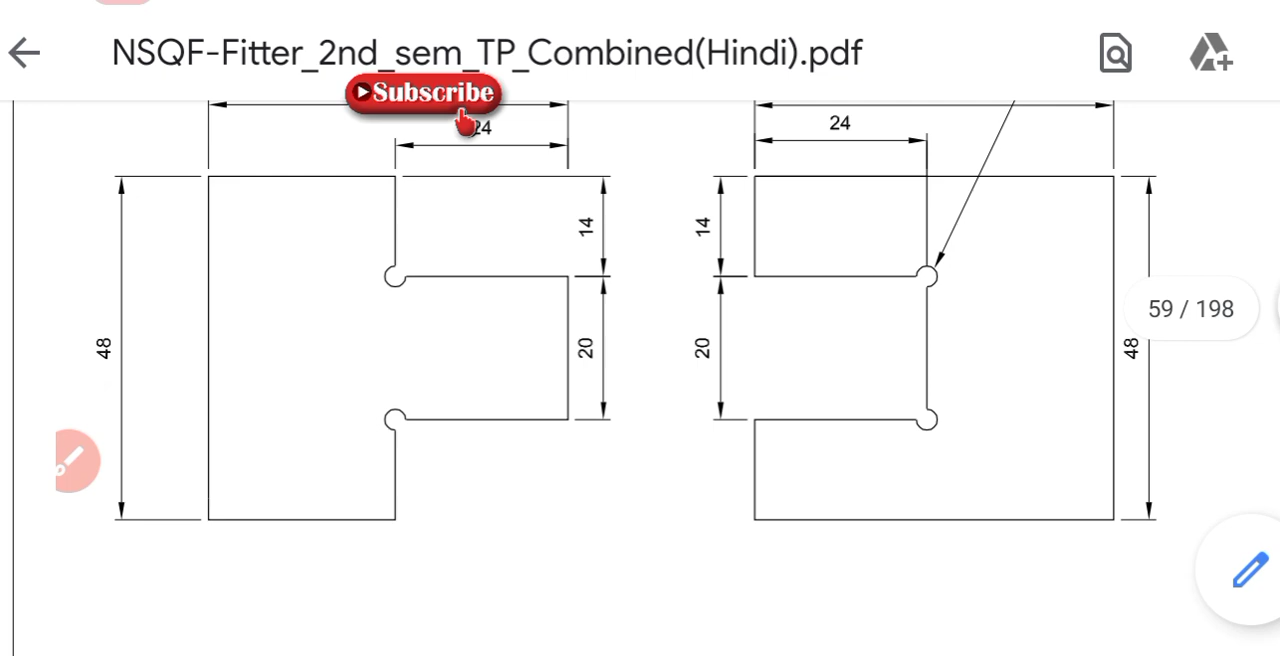 NSQF-Fitter_2nd_sem_TP_Combined(Hindi).pdf
Subscribe
24
24
14
14
48
20
20
48
59 / 198